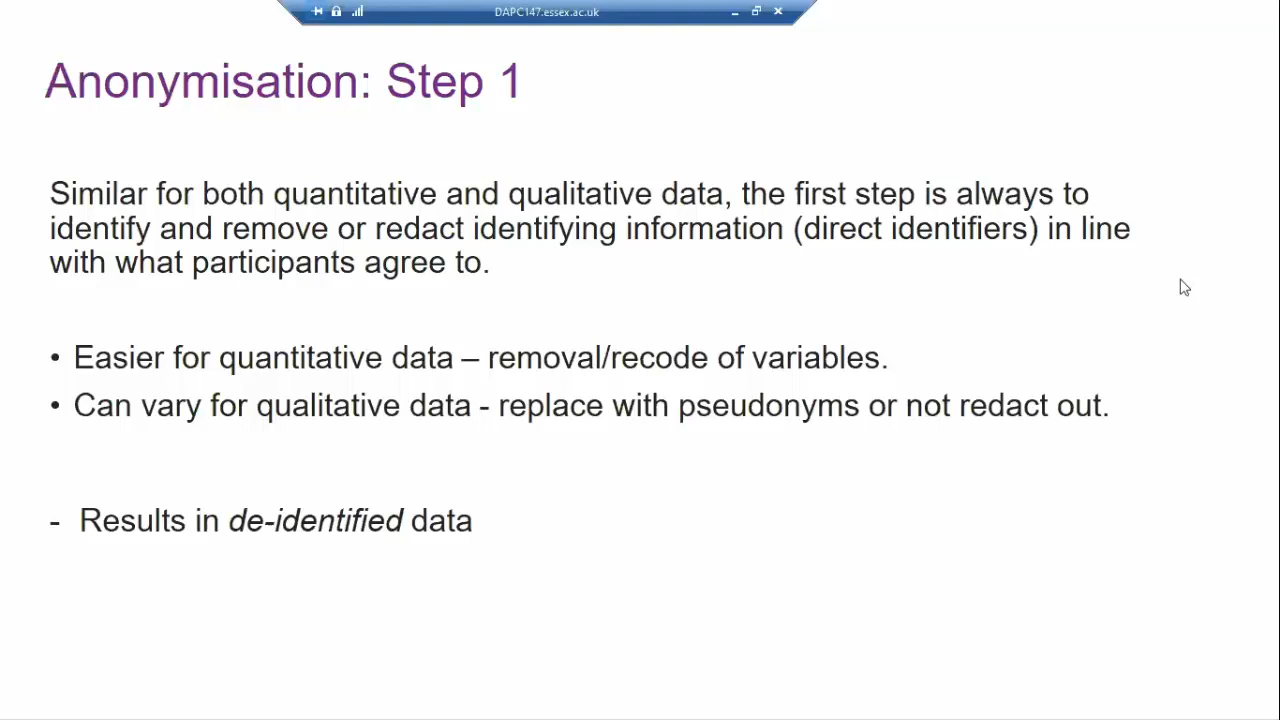 DAPC147.essex.ac.uk
Anonymisation: Step 1
Similar for both quantitative and qualitative data, the first step is always to
identify and remove or redact identifying information (direct identifiers) in line
with what participants agree to.
• Easier for quantitative data – removal/recode of variables.
• Can vary for qualitative data - replace with pseudonyms or not redact out.
- Results in de-identified data